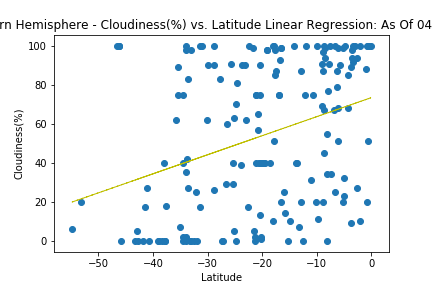 rn Hemisphere - Cloudiness(%) vs. Latitude Linear Regression: As Of 04
100
80
60
40
20
0
Cloudiness(%)
−50 −40 −30 −20 −10 0
Latitude